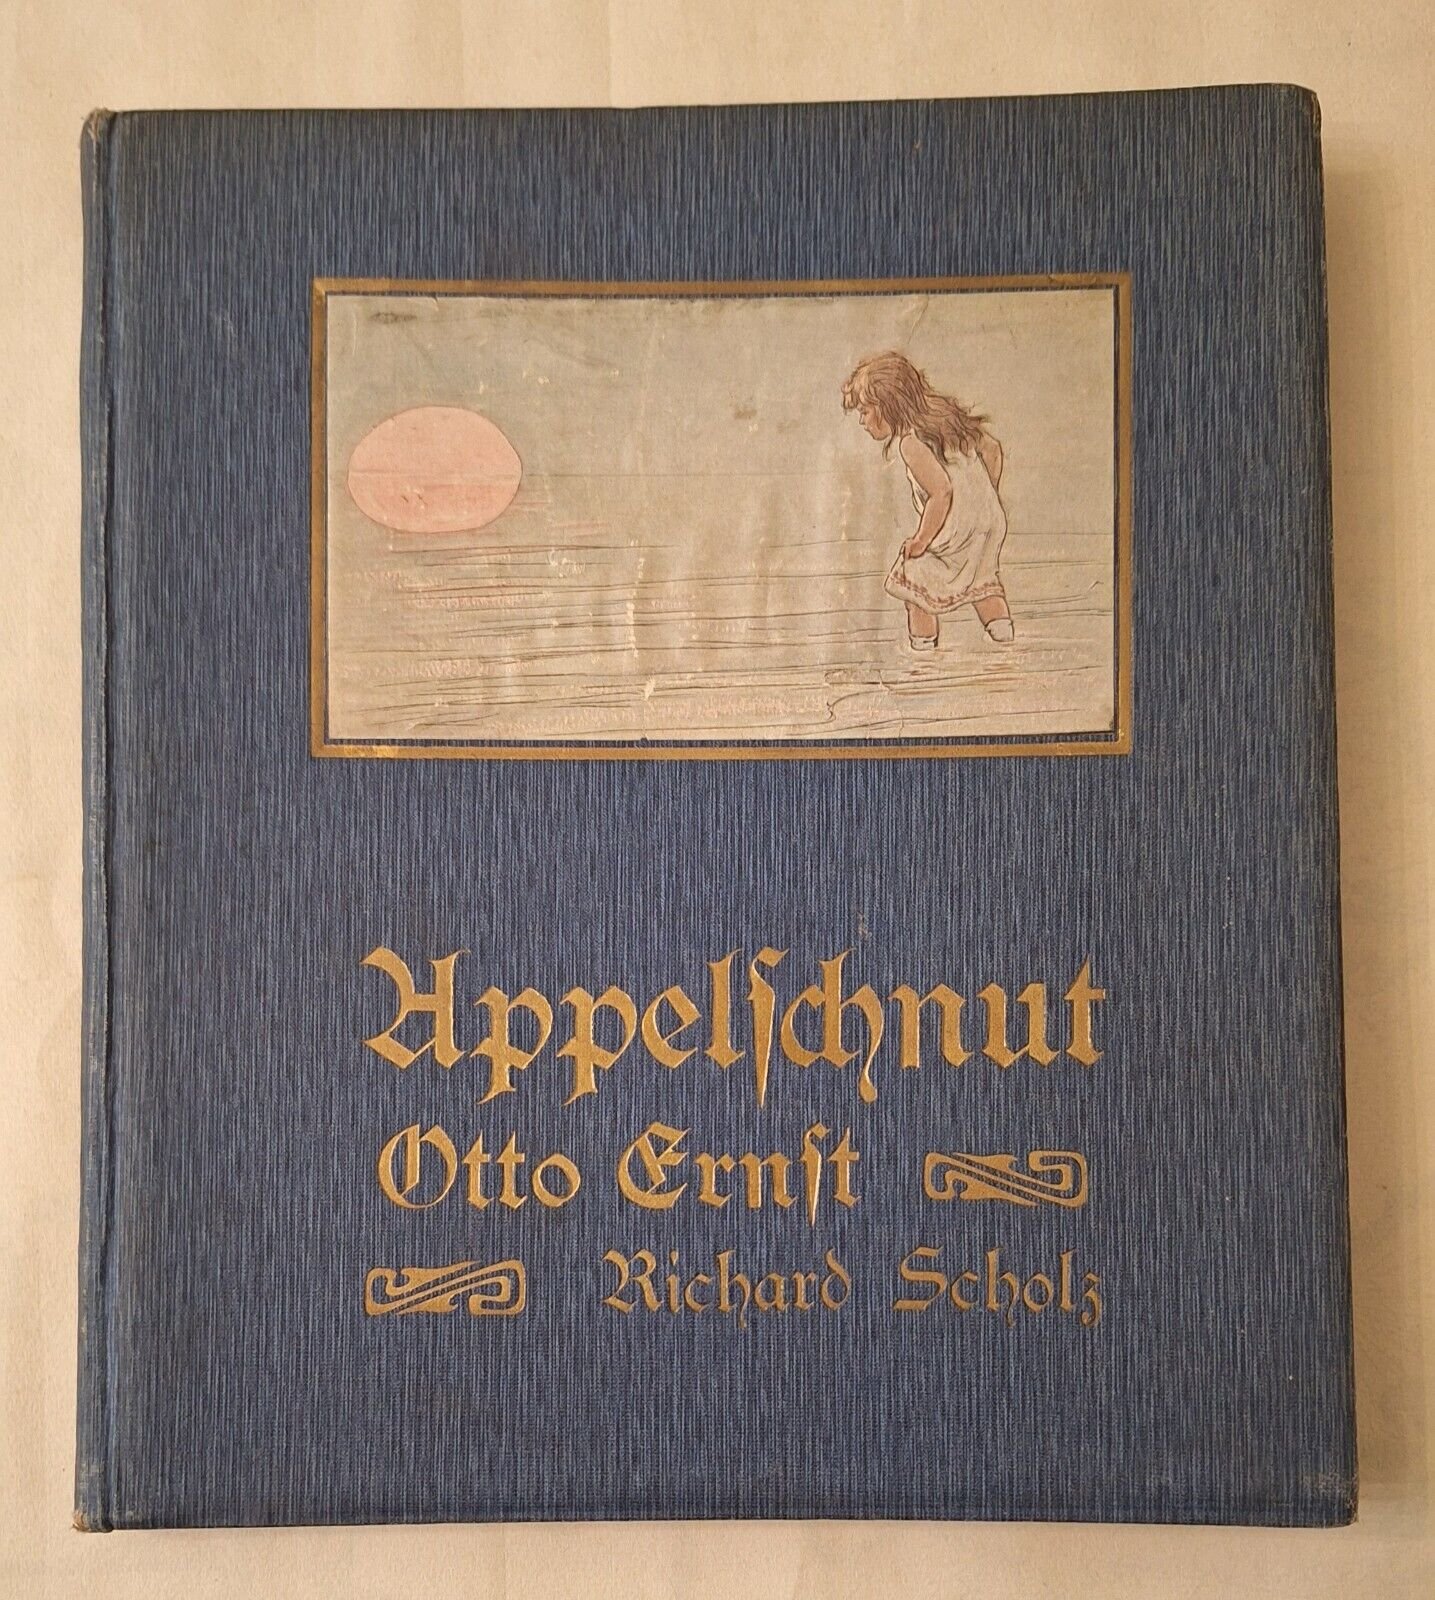 Appelſchnut
Otto Ernſt
Richard Scholz